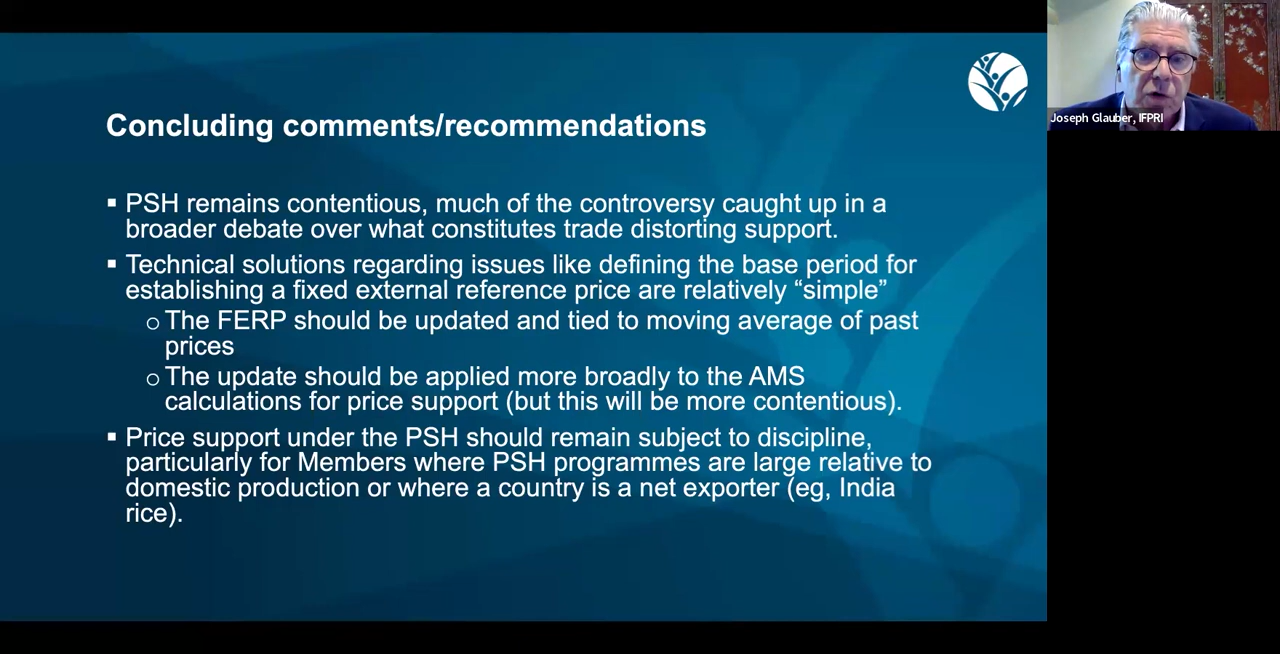 Concluding comments/recommendations
▪ PSH remains contentious, much of the controversy caught up in a
broader debate over what constitutes trade distorting support.
▪ Technical solutions regarding issues like defining the base period for
establishing a fixed external reference price are relatively “simple”
o The FERP should be updated and tied to moving average of past
prices
o The update should be applied more broadly to the AMS
calculations for price support (but this will be more contentious).
▪ Price support under the PSH should remain subject to discipline,
particularly for Members where PSH programmes are large relative to
domestic production or where a country is a net exporter (eg, India
rice).
Joseph Glauber, IFPRI